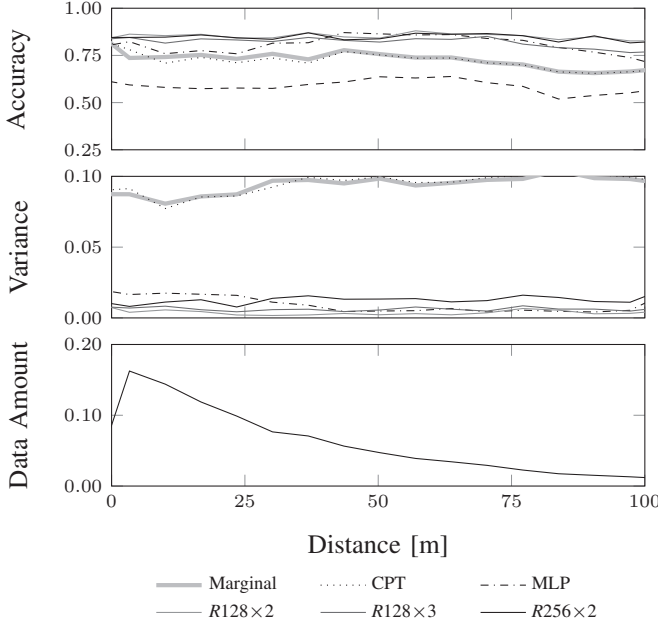 1.00
0.75
0.50
0.25
Accuracy
0.10
0.05
0.00
Variance
0.20
0.10
0.00
Data Amount
0 25 50 75 100
Distance [m]
Marginal CPT MLP
R128×2 R128×3 R256×2